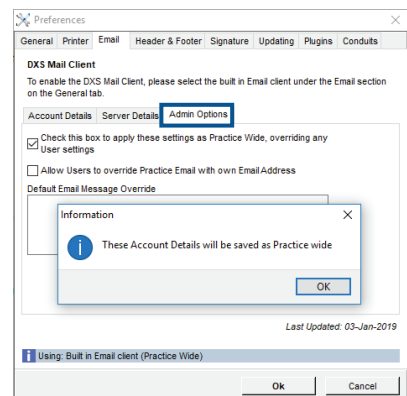 Preferences
General Printer Email Header & Footer Signature Updating Plugins Conduits
DXS Mail Client
To enable the DXS Mail Client, please select the built in Email client under the Email section
on the General tab.
Account Details Server Details Admin Options
Check this box to apply these settings as Practice Wide, overriding any
User settings
Allow Users to override Practice Email with own Email Address
Default Email Message Override
Information
These Account Details will be saved as Practice wide
OK
Last Updated: 03-Jan-2019
Using: Built in Email client (Practice Wide)
Ok Cancel